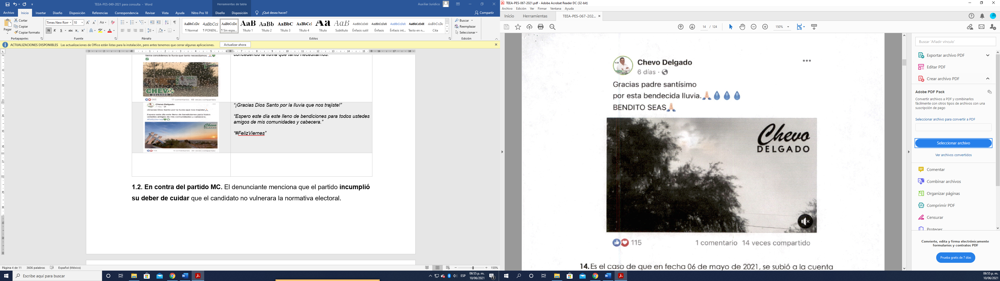 TEEA-PES-049-2021 para consulta - Word
Herramientas de tabla
Auxiliar Juridico
Archivo Inicio Insertar Diseño Disposición Referencias Correspondencia Revisar Vista Ayuda Nitro Pro 10 Diseño Disposición ¿Qué desea hacer? Compartir
Pegar
Cortar
Copiar
Copiar formato
Portapapeles
Times New Rom 10
N K S abc x₂ x²
Fuente
Párrafo
AaBbCcDc AaBbCcL AaBbCcDc AaB AaBb AaBbC AaBbCcl Aa AaB AaBbCcDdl AaBbCcDdl AaBbCcDdl AaBbCcDdl AaBbCcDd
¶ Normal ¶ PONEN... ¶ Sin espa... Título 1 Título 2 Título 3 Título 4 Título Subtítulo Énfasis sutil Énfasis Énfasis int... Texto en n... Cita
Estilos
Buscar
Reemplazar
Seleccionar
Edición
ACTUALIZACIONES DISPONIBLES Las actualizaciones de Office están listas para la instalación, pero antes tenemos que cerrar algunas aplicaciones. Actualizar ahora
tierra concédenos la lluvia que tanto necesitamos.
concédenos la lluvia que tanto necesitamos.
CHEVO
DELGADO
265 17 comentarios 48 veces compartido
Chevo Delgado
¡Gracias Dios Santo por la lluvia que nos trajiste!
Espero este día este lleno de bendiciones para todos
ustedes amigos de mis comunidades y cabecera.
#FelizViernes
Chevo
DELGADO
114
“¡Gracias Dios Santo por la lluvia que nos trajiste!”
“Espero este día este lleno de bendiciones para todos ustedes
amigos de mis comunidades y cabecera.”
“#FelizViernes”
1.2. En contra del partido MC. El denunciante menciona que el partido incumplió
su deber de cuidar que el candidato no vulnerara la normativa electoral.
Página 4 de 11 3606 palabras Español (México) 155%
Escribe aquí para buscar
ESP 06:55 p. m.
10/06/2021
TEEA-PES-067-2021.pdf - Adobe Acrobat Reader DC (32-bit)
Archivo Edición Ver Firmar Ventana Ayuda
Inicio Herramientas TEEA-PES-067-202...
14 / 124 150%
Chevo Delgado
6 días
Gracias padre santísimo
por esta bendecida lluvia.🙏💧💧💧
BENDITO SEAS🙏
Chevo
DELGADO
115 1 comentario 14 veces compartido
14. Es el caso de que en fecha 06 de mayo de 2021, se subió a la cuenta
Buscar 'Añadir vínculo'
Exportar archivo PDF
Editar PDF
Crear archivo PDF
Adobe PDF Pack
Convertir archivos a PDF y combinarlos
fácilmente con otros tipos de archivos con una
suscripción de pago
Seleccionar archivo para convertir a PDF
Seleccionar archivo
Ver archivos convertidos
Comentar
Combinar archivos
Organizar páginas
Comprimir PDF
Censurar
Proteger
Convierte, edita y firma electrónicamente
formularios y contratos PDF
Prueba gratis de 7 días
06:55 p. m.
10/06/2021